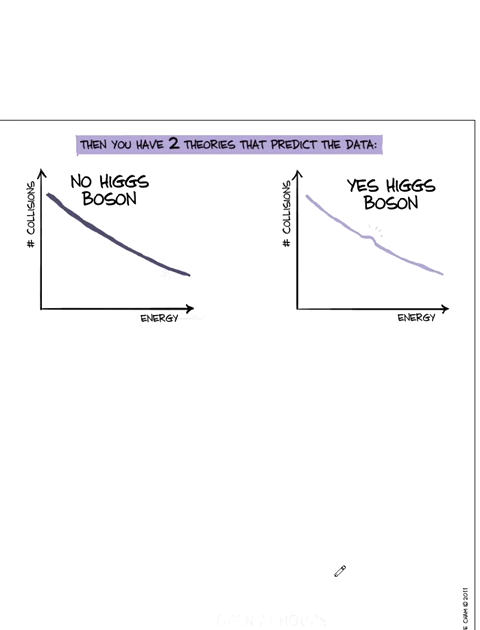 THEN YOU HAVE 2 THEORIES THAT PREDICT THE DATA:
# COLLISIONS
NO HIGGS
BOSON
ENERGY
# COLLISIONS
YES HIGGS
BOSON
ENERGY
CHAM © 2011